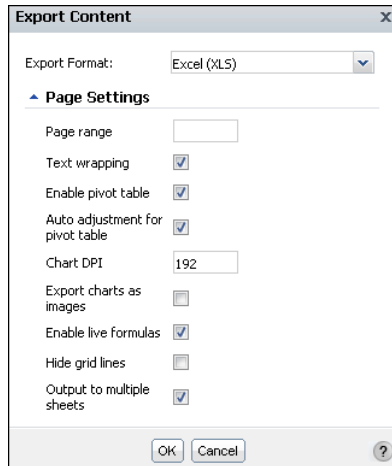 Export Content x
Export Format: Excel (XLS)
Page Settings
Page range
Text wrapping
Enable pivot table
Auto adjustment for
pivot table
Chart DPI 192
Export charts as
images
Enable live formulas
Hide grid lines
Output to multiple
sheets
OK Cancel ?